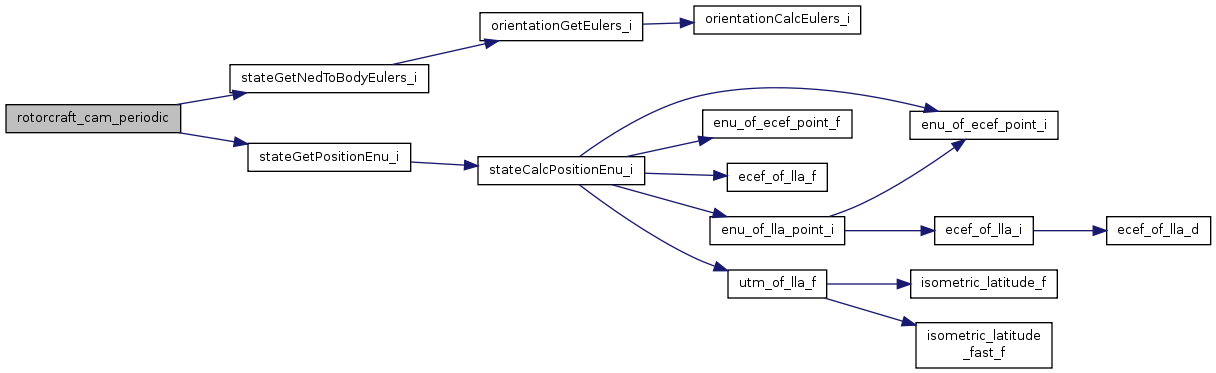 rotorcraft_cam_periodic
stateGetNedToBodyEulers_i
orientationGetEulers_i
orientationCalcEulers_i
stateGetPositionEnu_i
stateCalcPositionEnu_i
enu_of_ecef_point_f
enu_of_ecef_point_i
ecef_of_lla_f
enu_of_lla_point_i
ecef_of_lla_i
ecef_of_lla_d
utm_of_lla_f
isometric_latitude_f
isometric_latitude
_fast_f